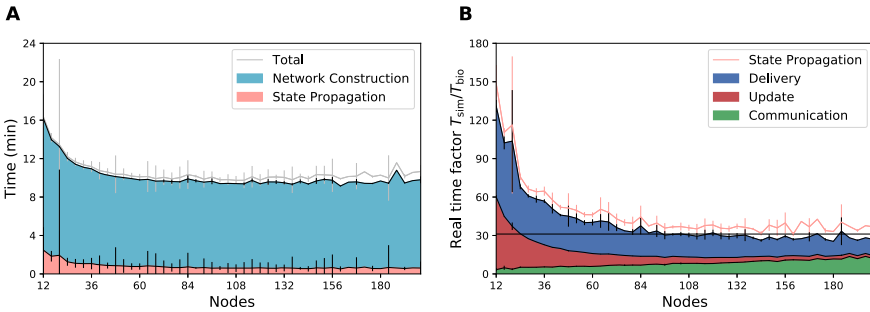 A
24
20
16
12
8
4
0
Time (min)
Total
Network Construction
State Propagation
12
36
60
84
108
132
156
180
Nodes
B
180
150
120
90
60
30
0
Real time factor T_sim/T_bio
State Propagation
Delivery
Update
Communication
12
36
60
84
108
132
156
180
Nodes